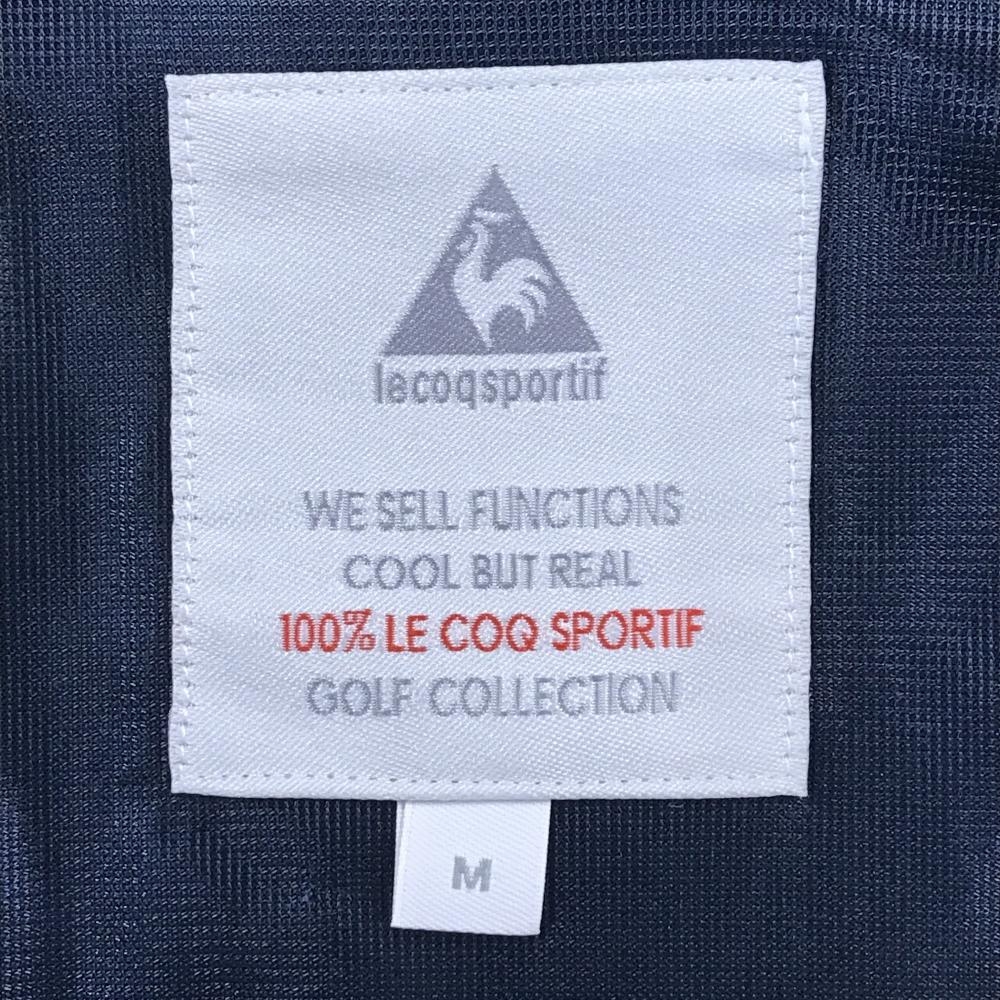 lecoqsportif
WE SELL FUNCTIONS
COOL BUT REAL
100% LE COQ SPORTIF
GOLF COLLECTION
M